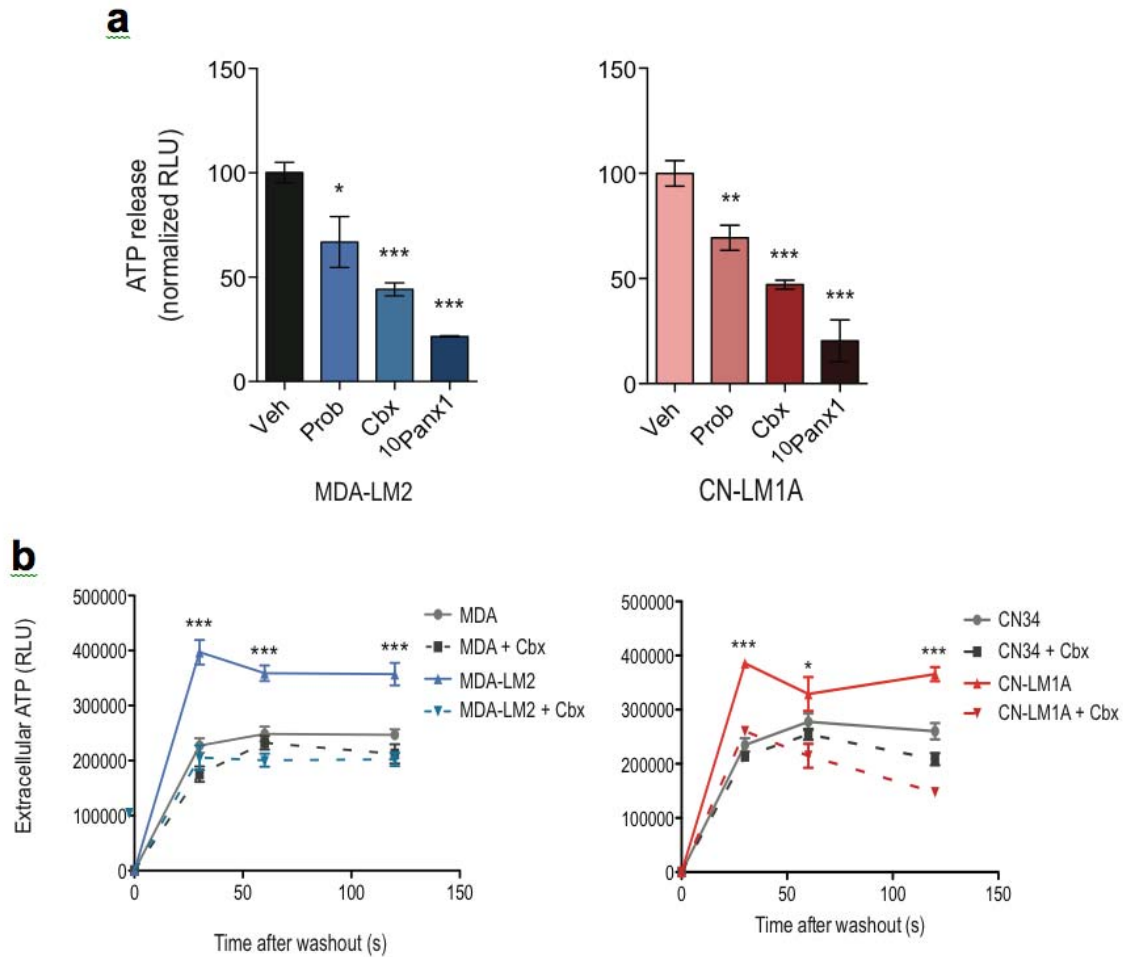 a
ATP release
(normalized RLU)
150
100
50
0
*
***
***
Veh
Prob
Cbx
10Panx1
MDA-LM2
150
100
50
0
**
***
***
Veh
Prob
Cbx
10Panx1
CN-LM1A
b
Extracellular ATP (RLU)
500000
400000
300000
200000
100000
0
***
***
***
0
50
100
150
Time after washout (s)
MDA
MDA + Cbx
MDA-LM2
MDA-LM2 + Cbx
500000
400000
300000
200000
100000
0
***
*
***
0
50
100
150
Time after washout (s)
CN34
CN34 + Cbx
CN-LM1A
CN-LM1A + Cbx